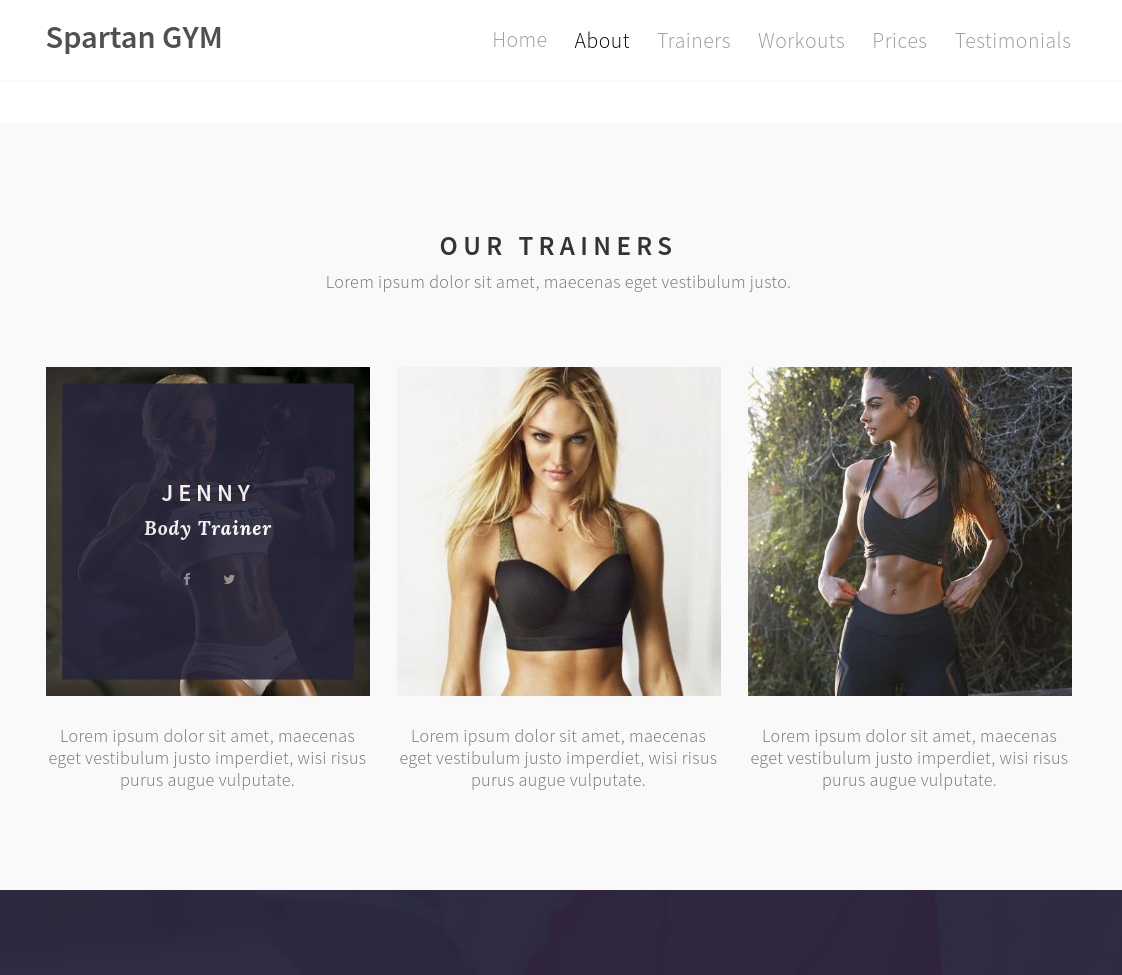 Spartan GYM
Home About Trainers Workouts Prices Testimonials
OUR TRAINERS
Lorem ipsum dolor sit amet, maecenas eget vestibulum justo.
JENNY
Body Trainer
SCITEC
Lorem ipsum dolor sit amet, maecenas
eget vestibulum justo imperdiet, wisi risus
purus augue vulputate.
Lorem ipsum dolor sit amet, maecenas
eget vestibulum justo imperdiet, wisi risus
purus augue vulputate.
Lorem ipsum dolor sit amet, maecenas
eget vestibulum justo imperdiet, wisi risus
purus augue vulputate.